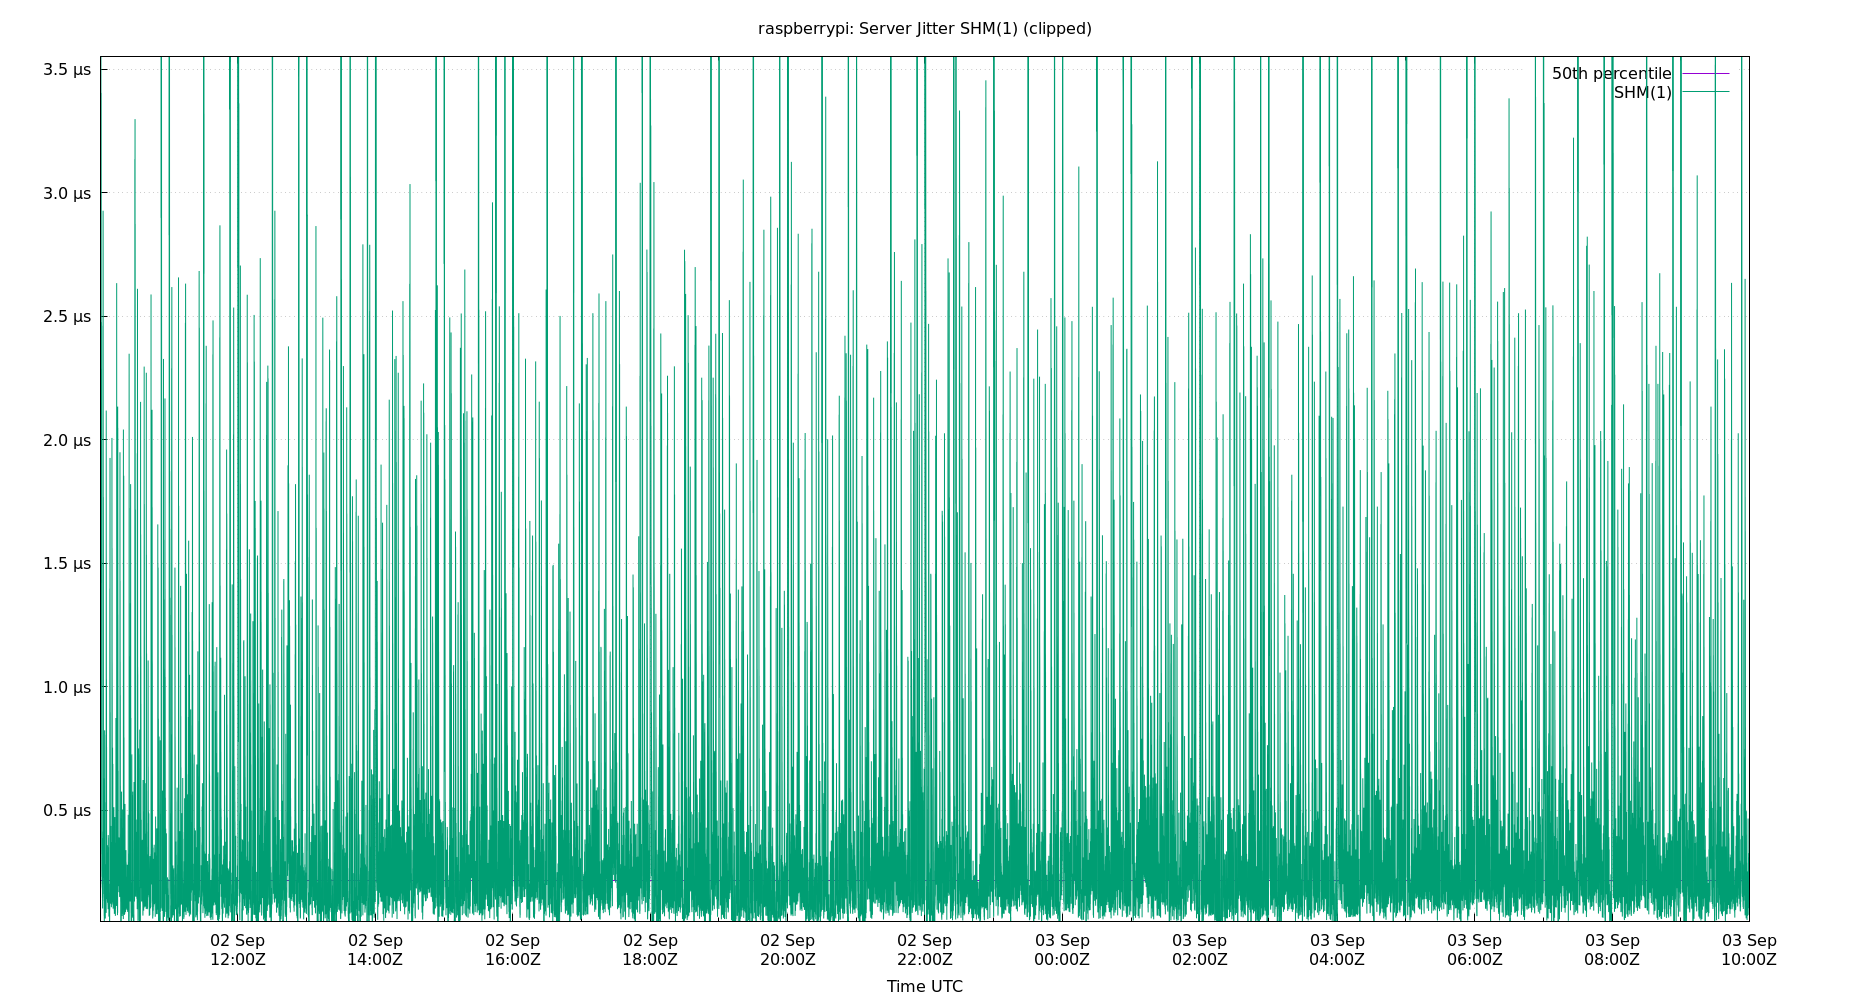 raspberrypi: Server Jitter SHM(1) (clipped)
3.5 µs
3.0 µs
2.5 µs
2.0 µs
1.5 µs
1.0 µs
0.5 µs
50th percentile
SHM(1)
02 Sep
12:00Z
02 Sep
14:00Z
02 Sep
16:00Z
02 Sep
18:00Z
02 Sep
20:00Z
02 Sep
22:00Z
03 Sep
00:00Z
03 Sep
02:00Z
03 Sep
04:00Z
03 Sep
06:00Z
03 Sep
08:00Z
03 Sep
10:00Z
Time UTC